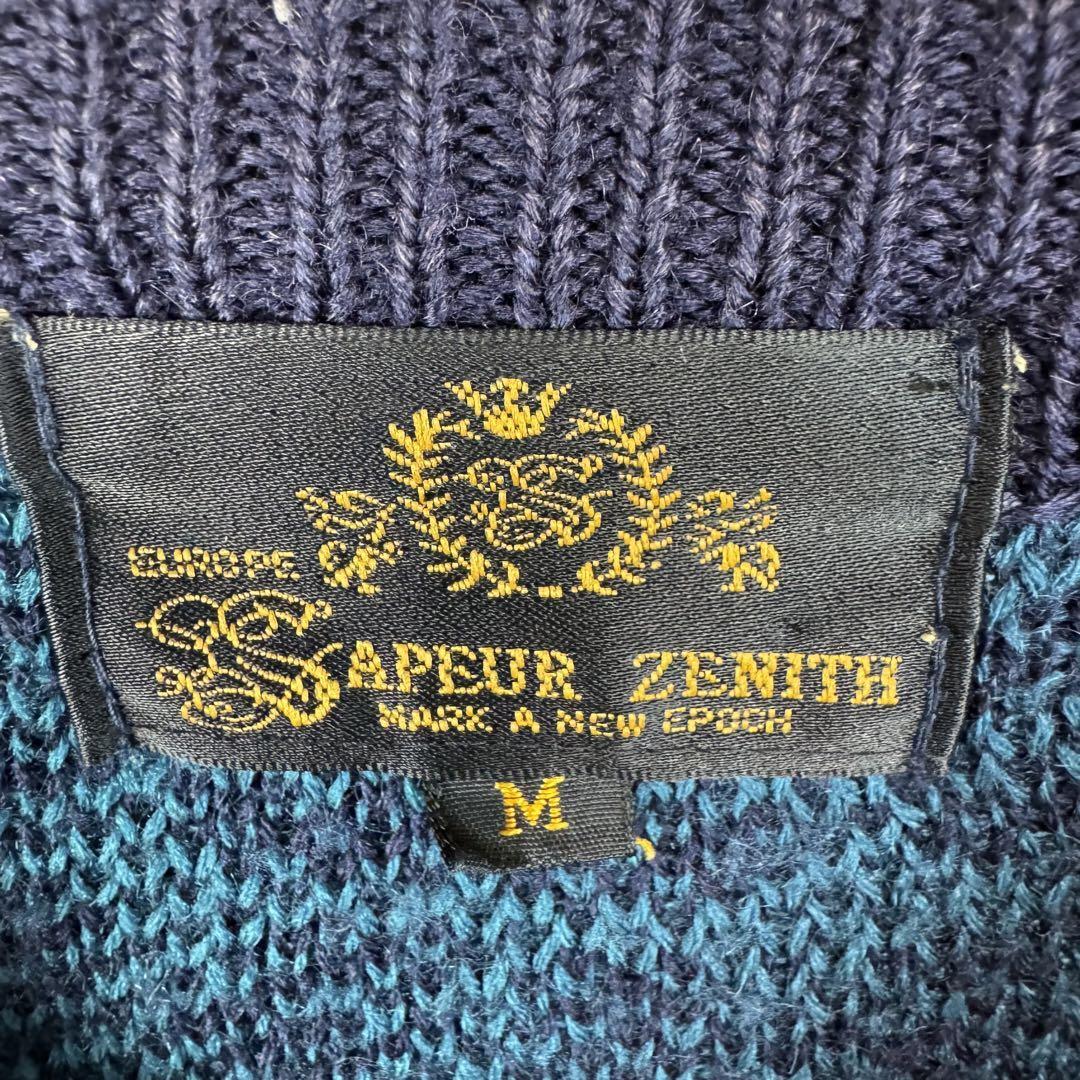 EUROPE
SAPEUR ZENITH
MARK A NEW EPOCH
M